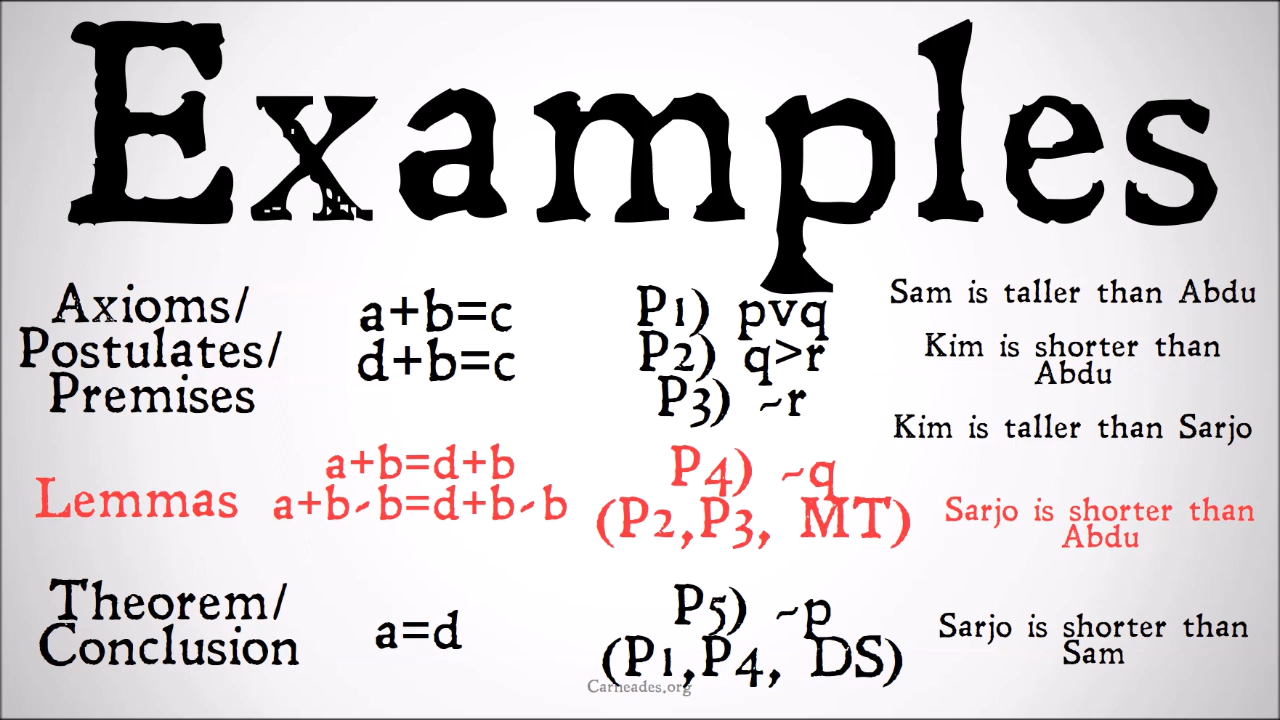 Examples
Axioms/
Postulates/
Premises
a+b=c
d+b=c
P1) pvq
P2) q>r
P3) ~r
Sam is taller than Abdu
Kim is shorter than
Abdu
Kim is taller than Sarjo
Lemmas
a+b=d+b
a+b-b=d+b-b
P4) ~q
(P2,P3, MT)
Sarjo is shorter than
Abdu
Theorem/
Conclusion
a=d
P5) ~p
(P1,P4, DS)
Sarjo is shorter than
Sam
Carneades.org